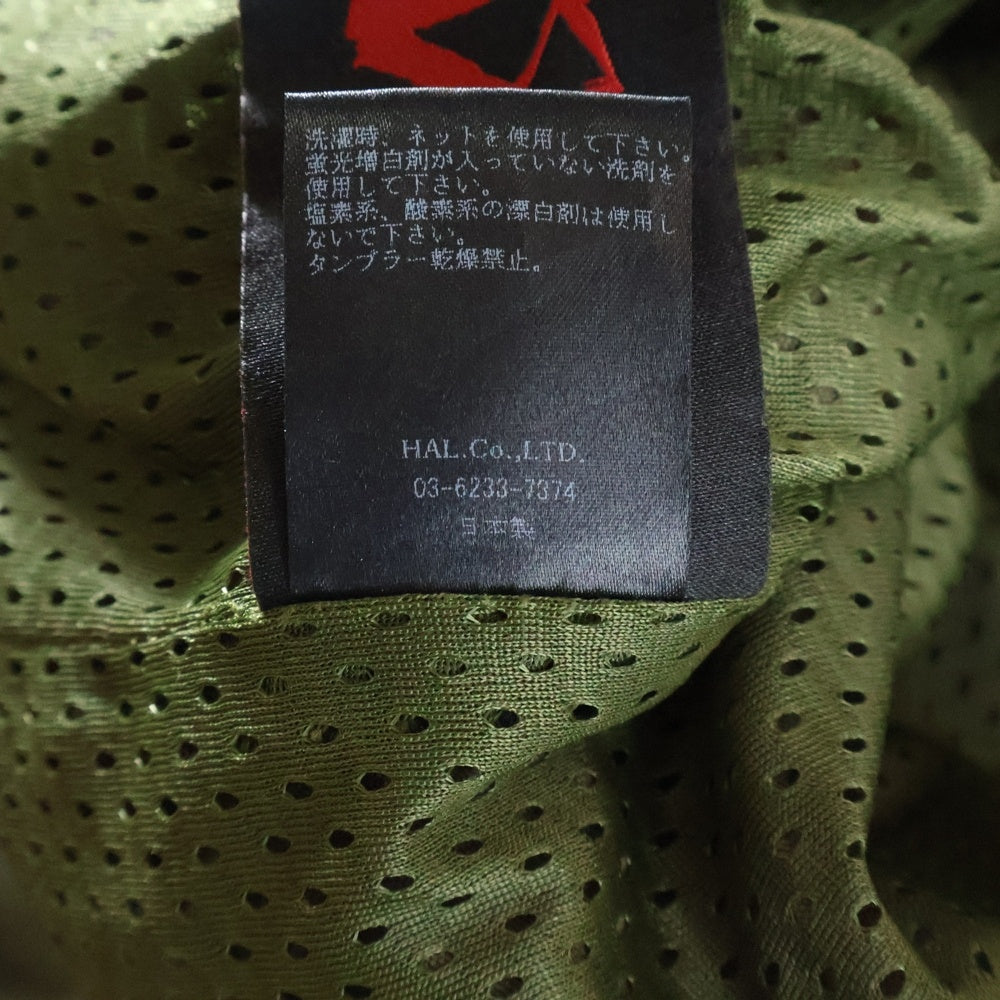 洗濯時、ネットを使用して下さい。
蛍光増白剤が入っていない洗剤を
使用して下さい。
塩素系、酸素系の漂白剤は使用し
ないで下さい。
タンブラー乾燥禁止。
HAL.Co.,LTD.
03-6233-7374
日本製